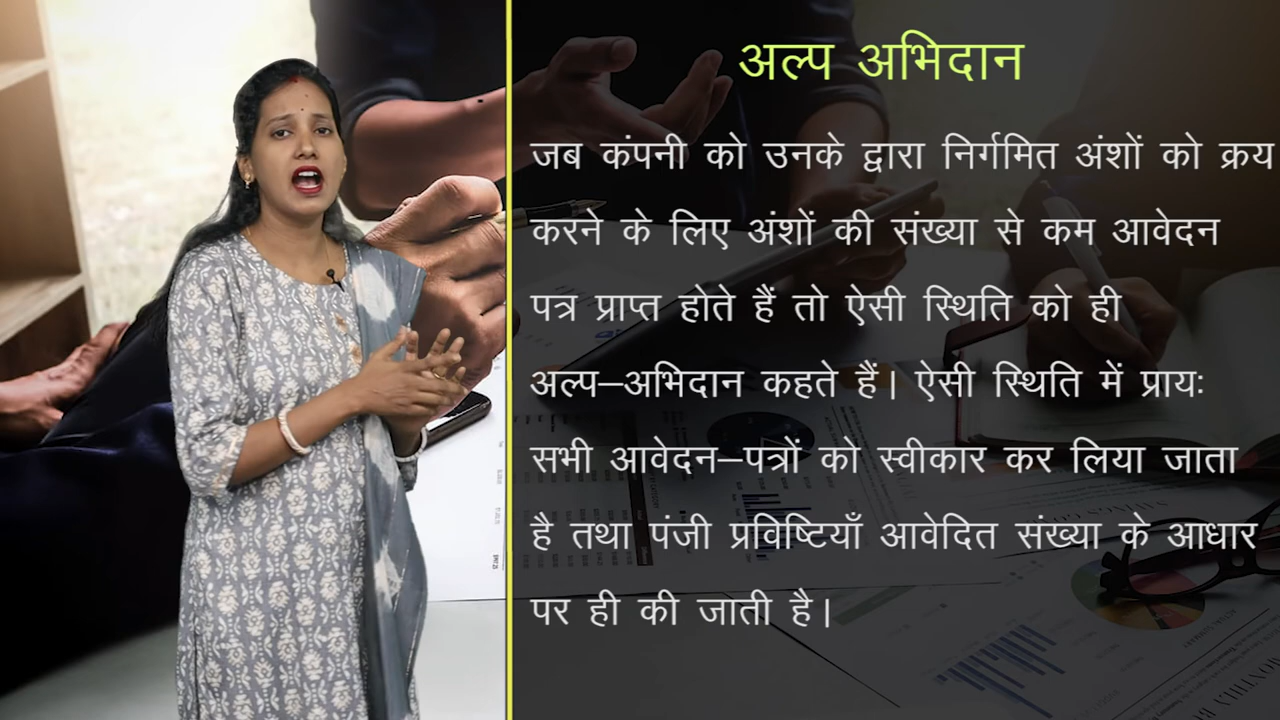 अल्प अभिदान
जब कंपनी को उनके द्वारा निर्गमित अंशों को क्रय
करने के लिए अंशों की संख्या से कम आवेदन
पत्र प्राप्त होते हैं तो ऐसी स्थिति को ही
अल्प–अभिदान कहते हैं। ऐसी स्थिति में प्रायः
सभी आवेदन–पत्रों को स्वीकार कर लिया जाता
है तथा पंजी प्रविष्टियाँ आवेदित संख्या के आधार
पर ही की जाती है।